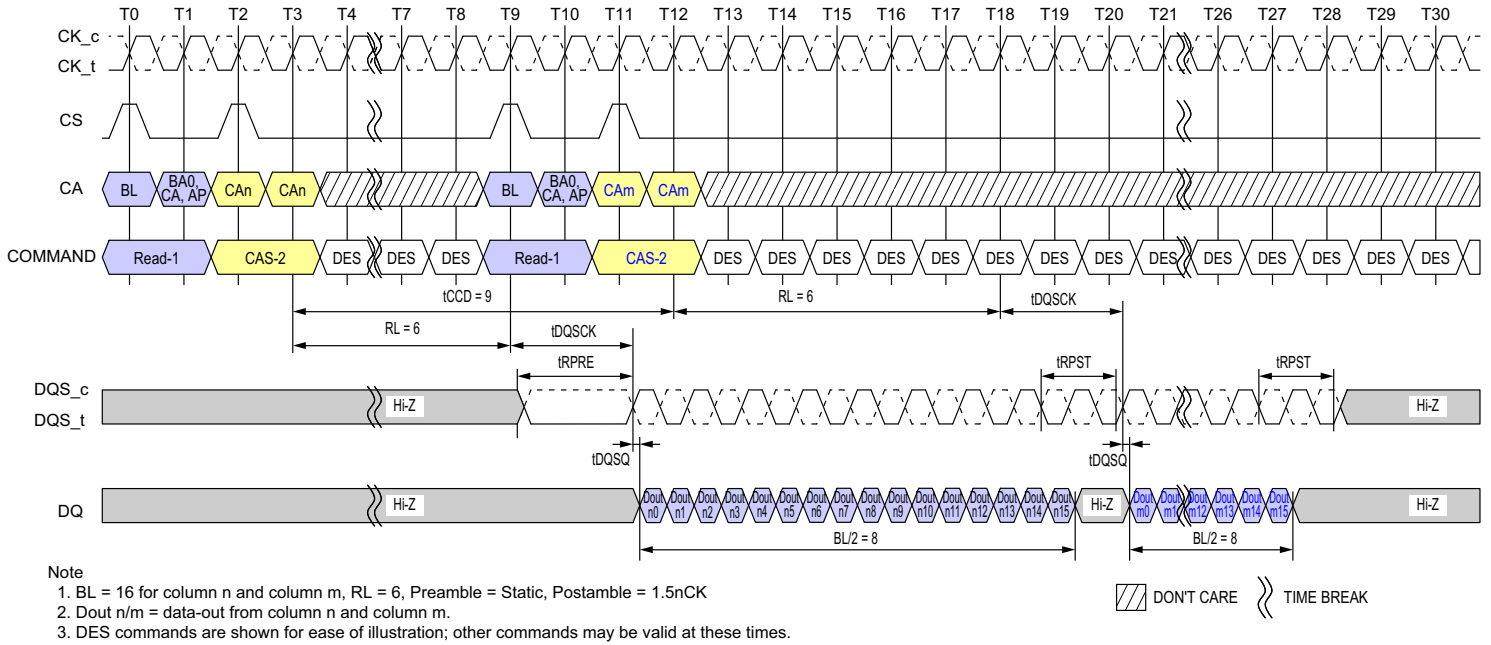 T0 T1 T2 T3 T4 T7 T8 T9 T10 T11 T12 T13 T14 T15 T16 T17 T18 T19 T20 T21 T26 T27 T28 T29 T30
CK_c
CK_t
CS
CA BL BA0, CA, AP CAn CAn BL BA0, CA, AP CAm CAm
COMMAND Read-1 CAS-2 DES DES DES Read-1 CAS-2 DES DES DES DES DES DES DES DES DES DES DES DES DES DES
tCCD = 9 RL = 6 tDQSCK
RL = 6 tDQSCK
tRPRE tRPST tRPST
DQS_c
DQS_t
Hi-Z Hi-Z
tDQSQ tDQSQ
DQ Hi-Z Dout n0 Dout n1 Dout n2 Dout n3 Dout n4 Dout n5 Dout n6 Dout n7 Dout n8 Dout n9 Dout n10 Dout n11 Dout n12 Dout n13 Dout n14 Dout n15 Hi-Z Dout m0 Dout m1 Dout m12 Dout m13 Dout m14 Dout m15 Hi-Z
BL/2 = 8 BL/2 = 8
Note
1. BL = 16 for column n and column m, RL = 6, Preamble = Static, Postamble = 1.5nCK
2. Dout n/m = data-out from column n and column m.
3. DES commands are shown for ease of illustration; other commands may be valid at these times.
DON'T CARE TIME BREAK